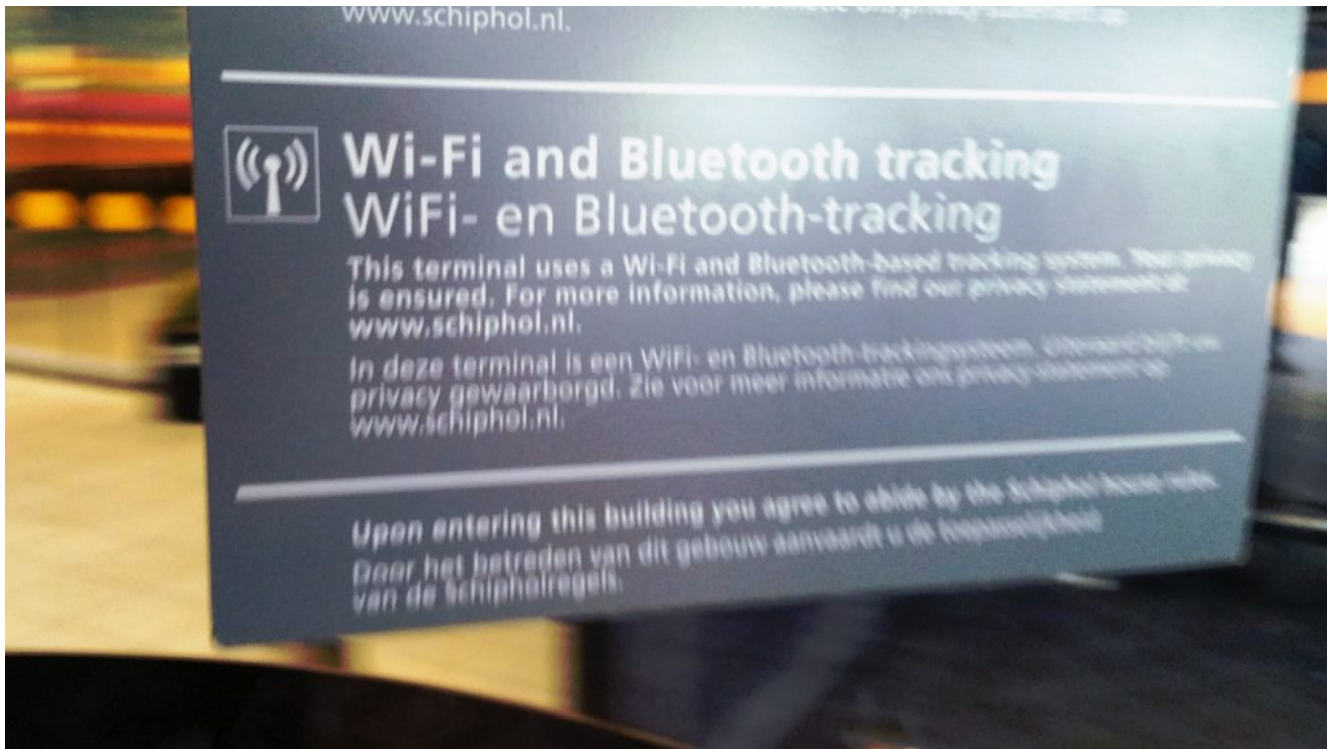 www.schiphol.nl.
Wi-Fi and Bluetooth tracking
WiFi- en Bluetooth-tracking
This terminal uses a Wi-Fi and Bluetooth-based tracking system. Your privacy
is ensured. For more information, please find our privacy statement at:
www.schiphol.nl.
In deze terminal is een WiFi- en Bluetooth-trackingsysteem. Uiteraard blijft uw
privacy gewaarborgd. Zie voor meer informatie ons privacy-statement op
www.schiphol.nl.
Upon entering this building you agree to abide by the Schiphol house rules.
Door het betreden van dit gebouw aanvaardt u de toepasselijkheid
van de Schipholregels.